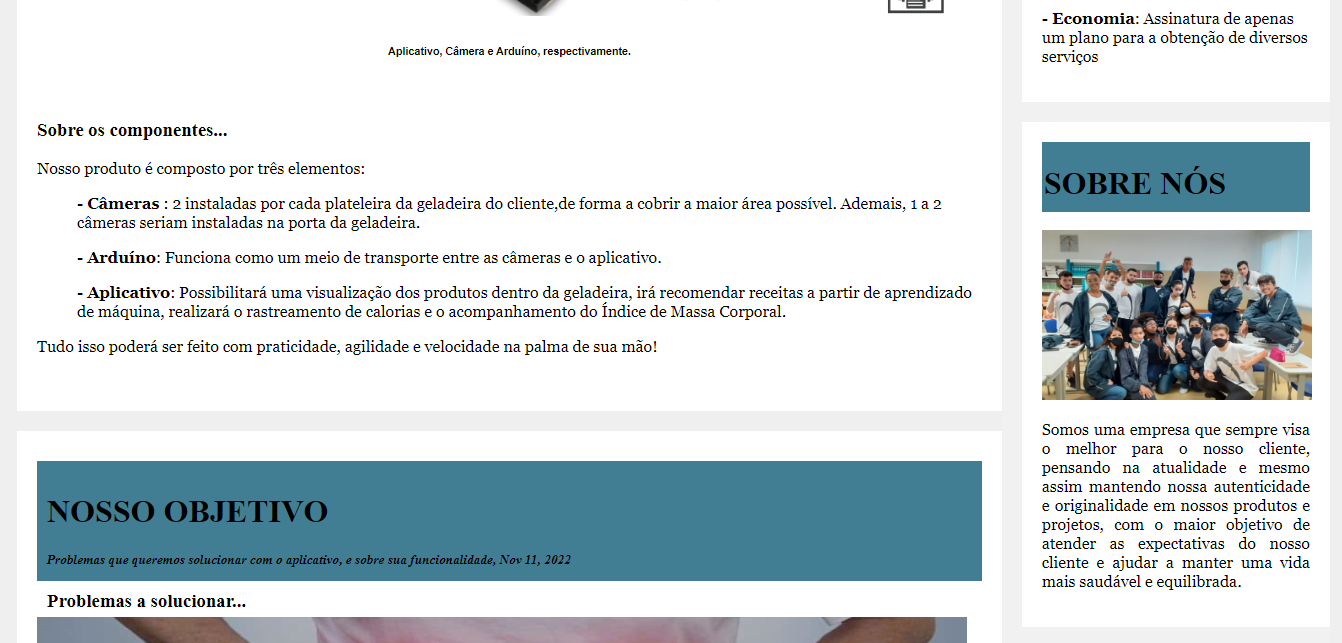 Aplicativo, Câmera e Arduíno, respectivamente.
Sobre os componentes...
Nosso produto é composto por três elementos:
- Câmeras : 2 instaladas por cada plateleira da geladeira do cliente,de forma a cobrir a maior área possível. Ademais, 1 a 2
câmeras seriam instaladas na porta da geladeira.
- Arduíno: Funciona como um meio de transporte entre as câmeras e o aplicativo.
- Aplicativo: Possibilitará uma visualização dos produtos dentro da geladeira, irá recomendar receitas a partir de aprendizado
de máquina, realizará o rastreamento de calorias e o acompanhamento do Índice de Massa Corporal.
Tudo isso poderá ser feito com praticidade, agilidade e velocidade na palma de sua mão!
NOSSO OBJETIVO
Problemas que queremos solucionar com o aplicativo, e sobre sua funcionalidade, Nov 11, 2022
Problemas a solucionar...
- Economia: Assinatura de apenas
um plano para a obtenção de diversos
serviços
SOBRE NÓS
Somos uma empresa que sempre visa
o melhor para o nosso cliente,
pensando na atualidade e mesmo
assim mantendo nossa autenticidade
e originalidade em nossos produtos e
projetos, com o maior objetivo de
atender as expectativas do nosso
cliente e ajudar a manter uma vida
mais saudável e equilibrada.